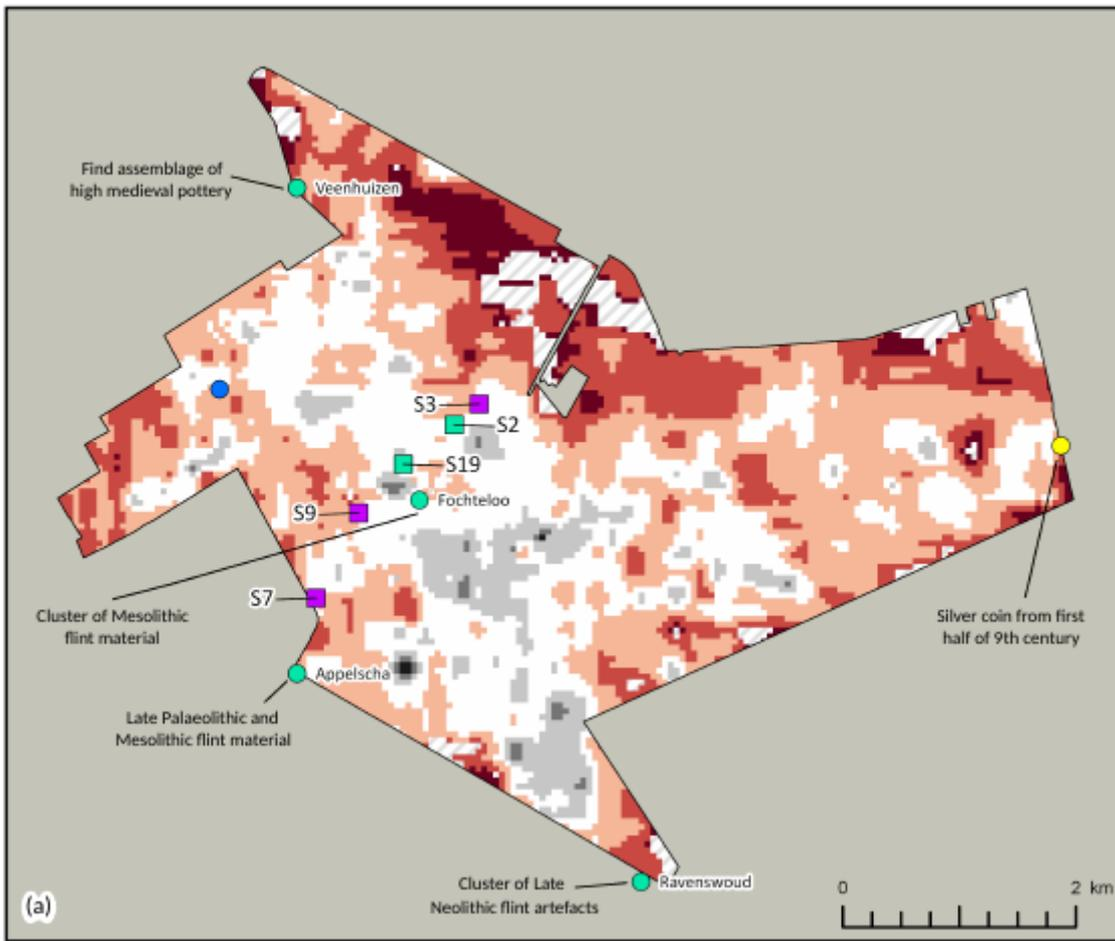 Find assemblage of
high medieval pottery
Veenhuizen
S3
S2
S19
Fochteloo
S9
S7
Cluster of Mesolithic
flint material
Silver coin from first
half of 9th century
Appelscha
Late Palaeolithic and
Mesolithic flint material
Cluster of Late
Neolithic flint artefacts
Ravenswoud
0
2 km
(a)